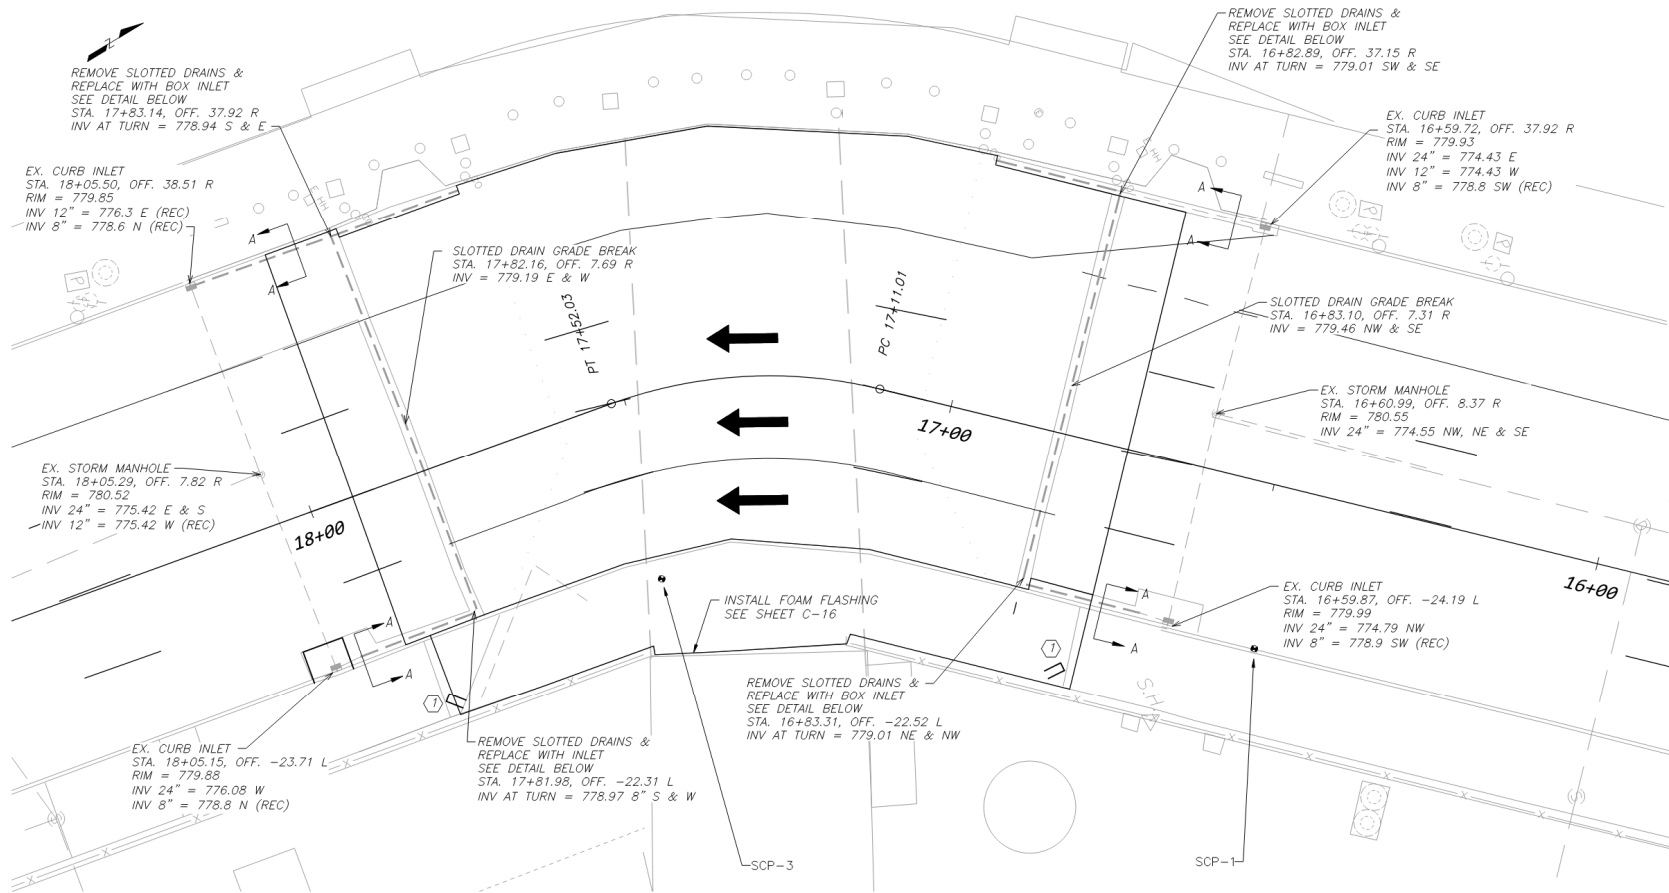 Z
REMOVE SLOTTED DRAINS &
REPLACE WITH BOX INLET
SEE DETAIL BELOW
STA. 17+83.14, OFF. 37.92 R
INV AT TURN = 778.94 S & E
REMOVE SLOTTED DRAINS &
REPLACE WITH BOX INLET
SEE DETAIL BELOW
STA. 16+82.89, OFF. 37.15 R
INV AT TURN = 779.01 SW & SE
EX. CURB INLET
STA. 16+59.72, OFF. 37.92 R
RIM = 779.93
INV 24" = 774.43 E
INV 12" = 774.43 W
INV 8" = 778.8 SW (REC)
EX. CURB INLET
STA. 18+05.50, OFF. 38.51 R
RIM = 779.85
INV 12" = 776.3 E (REC)
INV 8" = 778.6 N (REC)
HH
HH
A
A
A
A
P
P
P
SLOTTED DRAIN GRADE BREAK
STA. 17+82.16, OFF. 7.69 R
INV = 779.19 E & W
PT 17+52.03
PC 17+11.01
SLOTTED DRAIN GRADE BREAK
STA. 16+83.10, OFF. 7.31 R
INV = 779.46 NW & SE
EX. STORM MANHOLE
STA. 16+60.99, OFF. 8.37 R
RIM = 780.55
INV 24" = 774.55 NW, NE & SE
17+00
EX. STORM MANHOLE
STA. 18+05.29, OFF. 7.82 R
RIM = 780.52
INV 24" = 775.42 E & S
INV 12" = 775.42 W (REC)
18+00
16+00
S
INSTALL FOAM FLASHING
SEE SHEET C-16
EX. CURB INLET
STA. 16+59.87, OFF. -24.19 L
RIM = 779.99
INV 24" = 774.79 NW
INV 8" = 778.9 SW (REC)
A
A
A
A
1
1
S.H.
REMOVE SLOTTED DRAINS &
REPLACE WITH BOX INLET
SEE DETAIL BELOW
STA. 16+83.31, OFF. -22.52 L
INV AT TURN = 779.01 NE & NW
EX. CURB INLET
STA. 18+05.15, OFF. -23.71 L
RIM = 779.88
INV 24" = 776.08 W
INV 8" = 778.8 N (REC)
REMOVE SLOTTED DRAINS &
REPLACE WITH INLET
SEE DETAIL BELOW
STA. 17+81.98, OFF. -22.31 L
INV AT TURN = 778.97 8" S & W
S
S
SCP-3
SCP-1